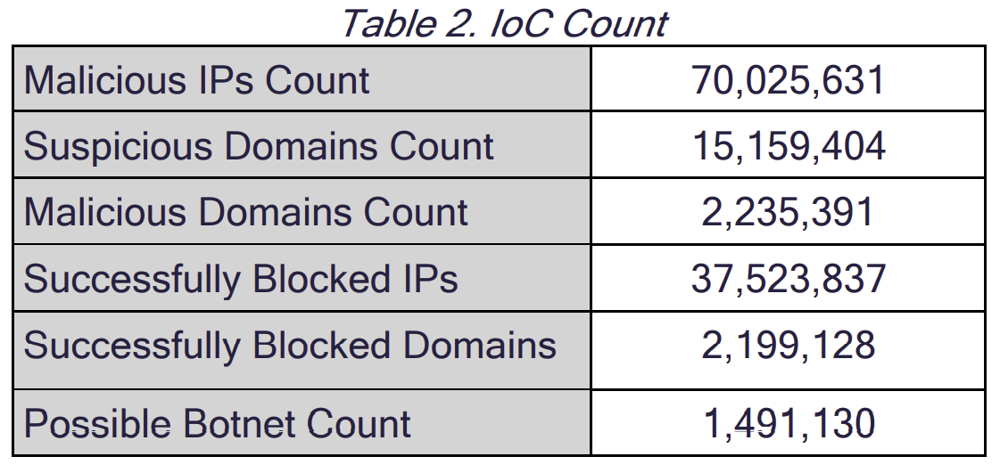 Table 2. IoC Count
Malicious IPs Count 70,025,631
Suspicious Domains Count 15,159,404
Malicious Domains Count 2,235,391
Successfully Blocked IPs 37,523,837
Successfully Blocked Domains 2,199,128
Possible Botnet Count 1,491,130